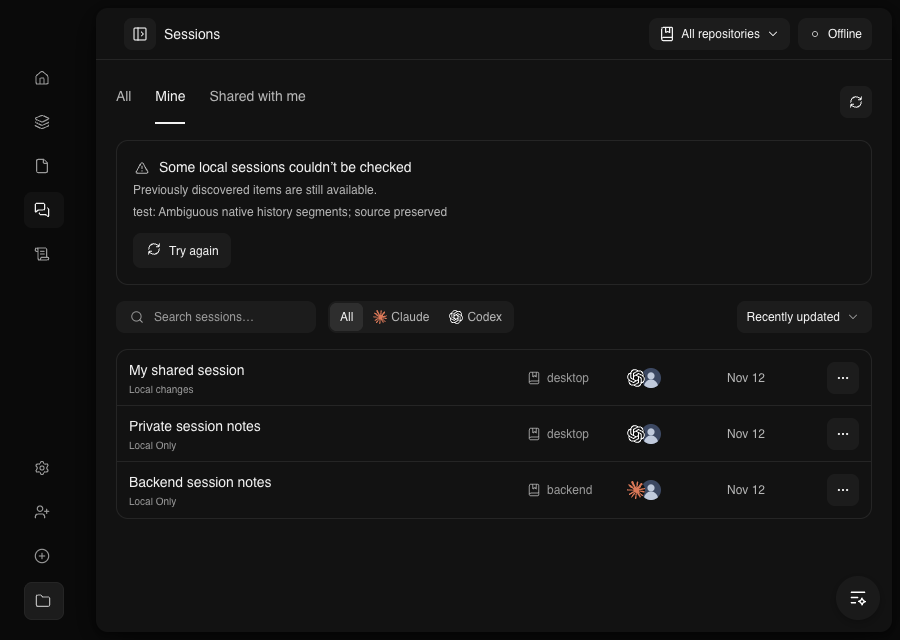 Sessions
All repositories
Offline
All
Mine
Shared with me
Some local sessions couldn’t be checked
Previously discovered items are still available.
test: Ambiguous native history segments; source preserved
Try again
Search sessions…
All
Claude
Codex
Recently updated
My shared session
Local changes
desktop
Nov 12
Private session notes
Local Only
desktop
Nov 12
Backend session notes
Local Only
backend
Nov 12